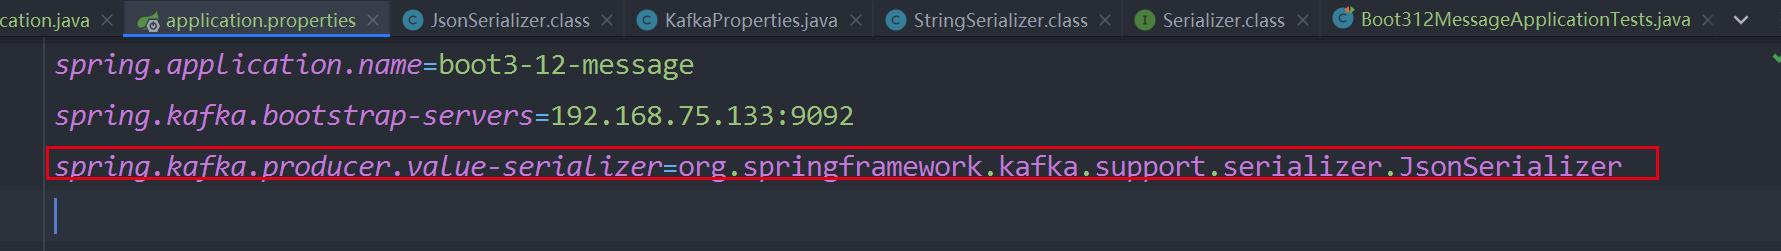 cation.java application.properties JsonSerializer.class KafkaProperties.java StringSerializer.class Serializer.class Boot312MessageApplicationTests.java
spring.application.name=boot3-12-message
spring.kafka.bootstrap-servers=192.168.75.133:9092
spring.kafka.producer.value-serializer=org.springframework.kafka.support.serializer.JsonSerializer